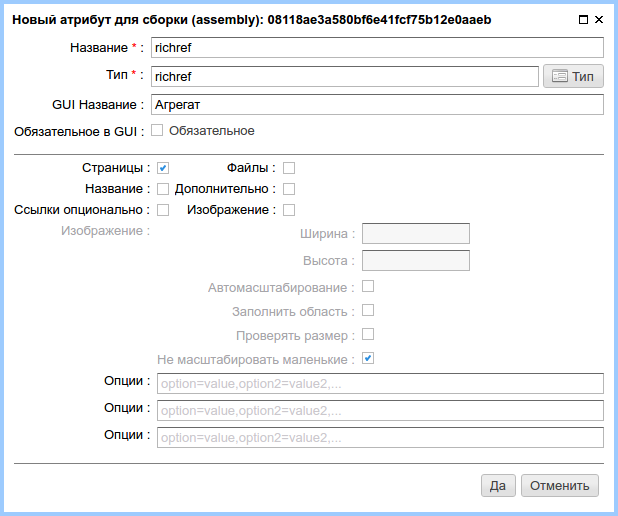 Новый атрибут для сборки (assembly): 08118ae3a580bf6e41fcf75b12e0aaeb
Название * : richref
Тип * : richref Тип
GUI Название : Агрегат
Обязательное в GUI : Обязательное
Страницы : Файлы :
Название : Дополнительно :
Ссылки опционально : Изображение :
Изображение : Ширина :
Высота :
Автомасштабирование :
Заполнить область :
Проверять размер :
Не масштабировать маленькие :
Опции : option=value,option2=value2,...
Опции : option=value,option2=value2,...
Опции : option=value,option2=value2,...
Да Отменить